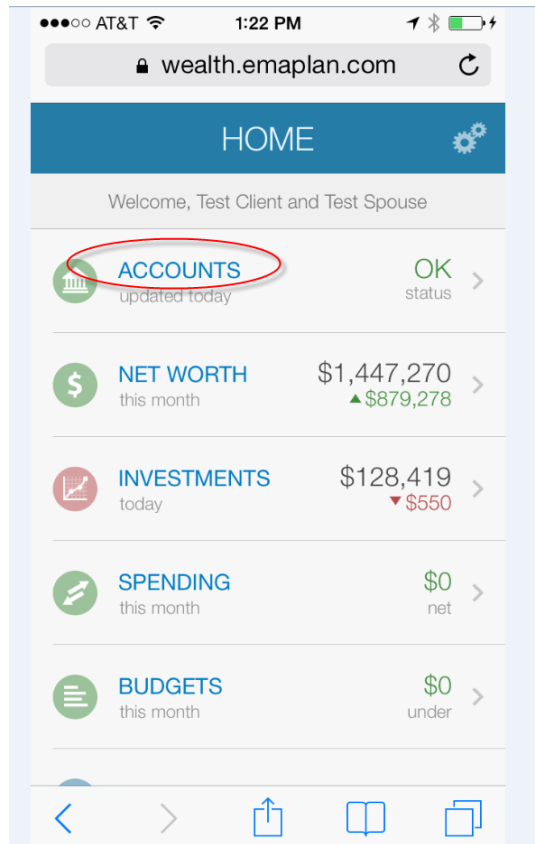 AT&T 1:22 PM
wealth.emaplan.com
HOME
Welcome, Test Client and Test Spouse
ACCOUNTS OK
updated today status
NET WORTH $1,447,270
this month ▲$879,278
INVESTMENTS $128,419
today ▼$550
SPENDING $0
this month net
BUDGETS $0
this month under